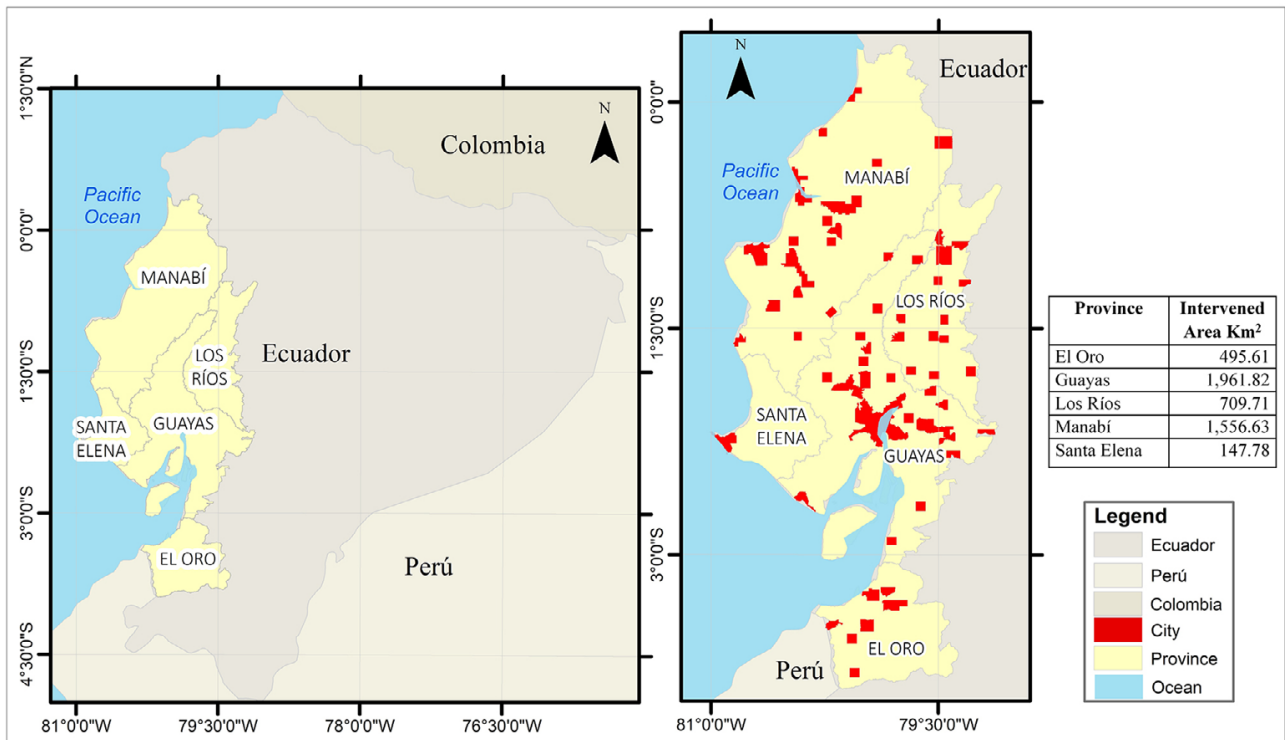 1°30'0"N
0°0'0"
1°30'0"S
3°0'0"S
4°30'0"S
81°0'0"W
79°30'0"W
78°0'0"W
76°30'0"W
N
Colombia
Pacific
Ocean
MANABÍ
Ecuador
LOS
RÍOS
SANTA
ELENA
GUAYAS
EL ORO
Perú
N
Ecuador
0°0'0"
1°30'0"S
3°0'0"S
81°0'0"W
79°30'0"W
Pacific
Ocean
MANABÍ
LOS RÍOS
SANTA
ELENA
GUAYAS
EL ORO
Perú
Province Intervened
Area Km²
El Oro 495.61
Guayas 1,961.82
Los Ríos 709.71
Manabí 1,556.63
Santa Elena 147.78
Legend
Ecuador
Perú
Colombia
City
Province
Ocean